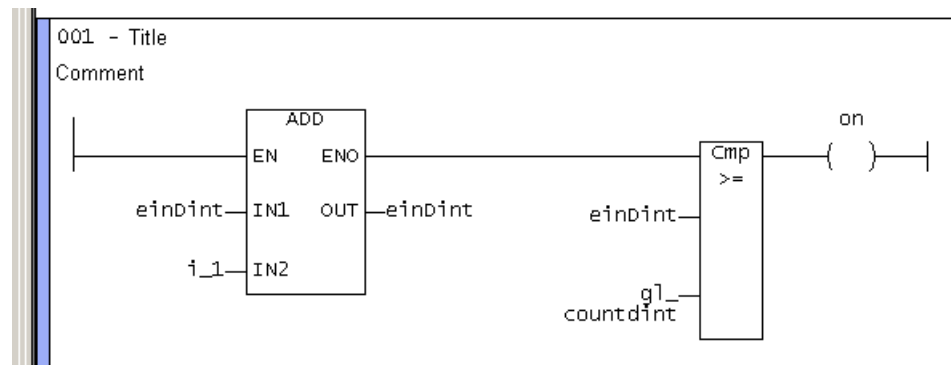 001 - Title
Comment
ADD
on
EN ENO
Cmp
>=
einDint IN1 OUT einDint
einDint
i_1 IN2
gl_
countdint